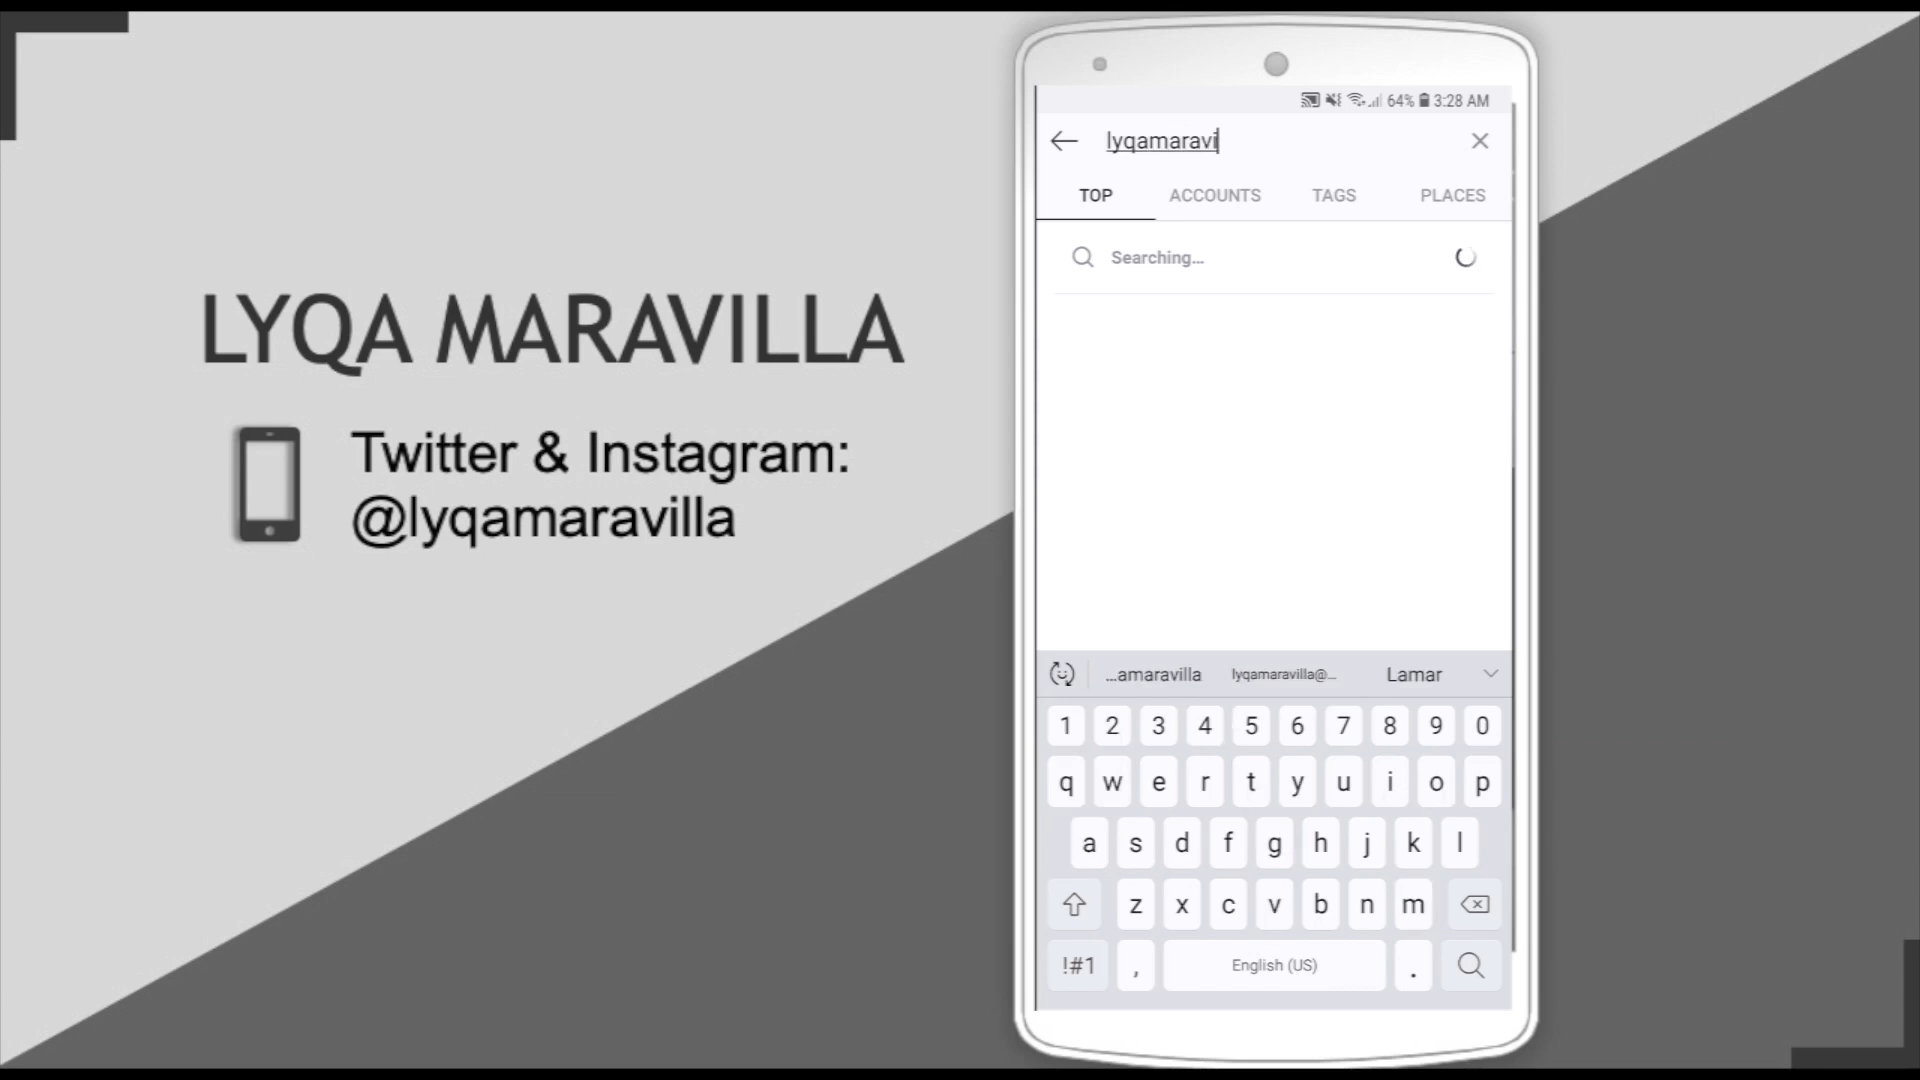 LYQA MARAVILLA
Twitter & Instagram:
@lyqamaravilla
64% 3:28 AM
lyqamaravi
TOP ACCOUNTS TAGS PLACES
Searching...
...amaravilla lyqamaravilla@... Lamar
1 2 3 4 5 6 7 8 9 0
q w e r t y u i o p
a s d f g h j k l
z x c v b n m
!#1 , English (US) .